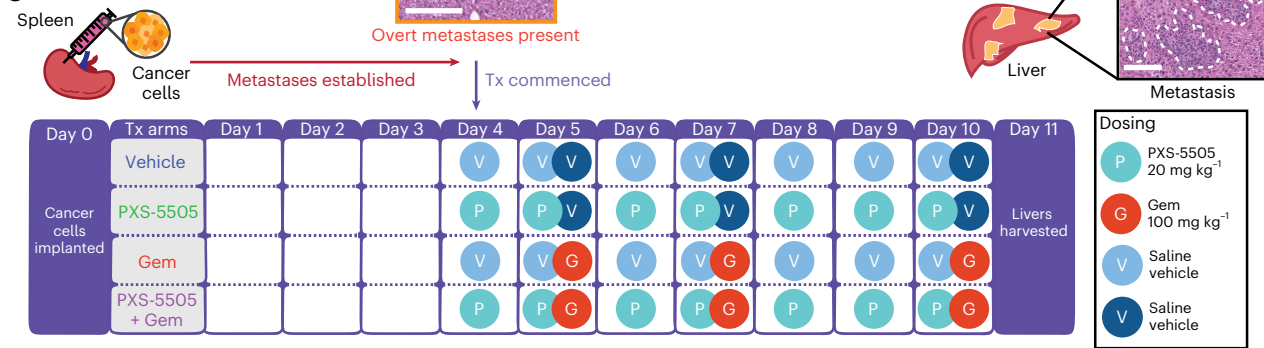 Spleen
Cancer
cells
Overt metastases present
Metastases established
Tx commenced
Liver
Metastasis
Day 0
Tx arms
Day 1
Day 2
Day 3
Day 4
Day 5
Day 6
Day 7
Day 8
Day 9
Day 10
Day 11
Cancer
cells
implanted
Vehicle
V
V V
V
V V
V
V
V V
PXS-5505
P
P V
P
P V
P
P
P V
Gem
V
V G
V
V G
V
V
V G
PXS-5505
+ Gem
P
P G
P
P G
P
P
P G
Livers
harvested
Dosing
P
PXS-5505
20 mg kg⁻¹
G
Gem
100 mg kg⁻¹
V
Saline
vehicle
V
Saline
vehicle